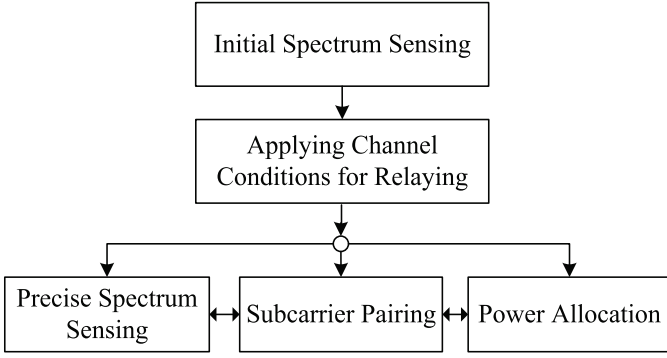 Initial Spectrum Sensing
Applying Channel
Conditions for Relaying
Precise Spectrum
Sensing
Subcarrier Pairing
Power Allocation